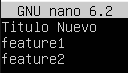 GNU nano 6.2
Titulo Nuevo
feature1
feature2